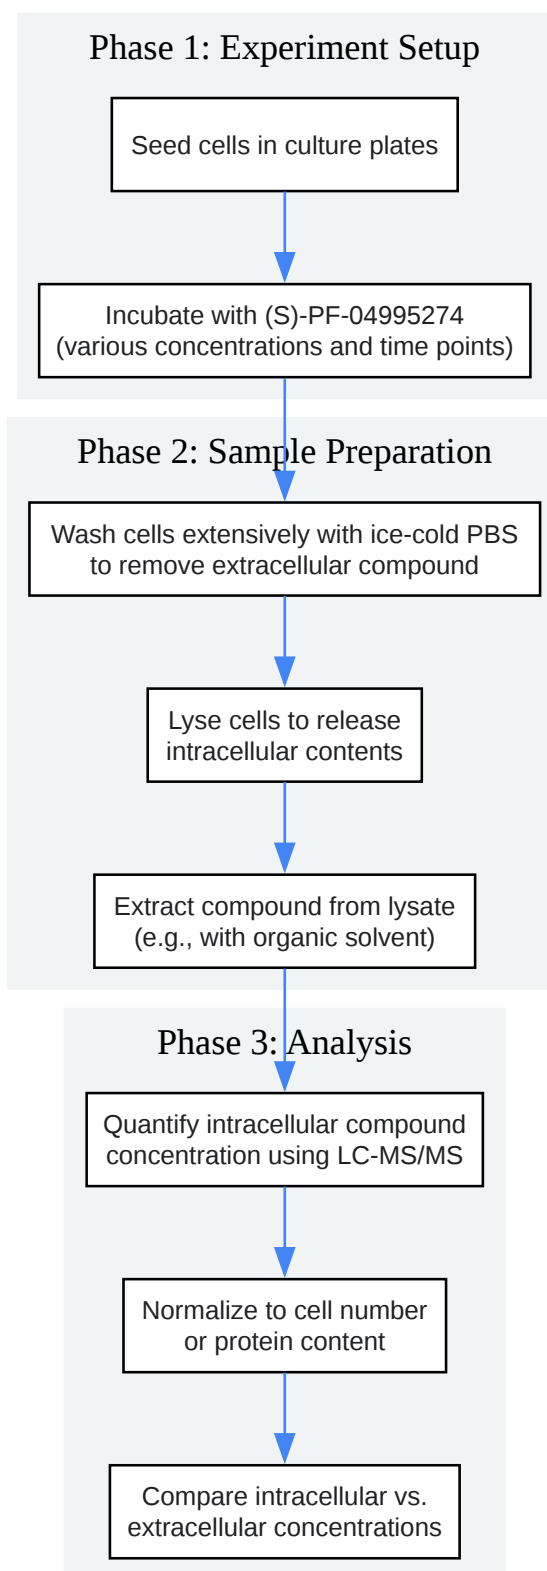 Phase 1: Experiment Setup
Seed cells in culture plates
Incubate with (S)-PF-04995274
(various concentrations and time points)
Phase 2: Sample Preparation
Wash cells extensively with ice-cold PBS
to remove extracellular compound
Lyse cells to release
intracellular contents
Extract compound from lysate
(e.g., with organic solvent)
Phase 3: Analysis
Quantify intracellular compound
concentration using LC-MS/MS
Normalize to cell number
or protein content
Compare intracellular vs.
extracellular concentrations